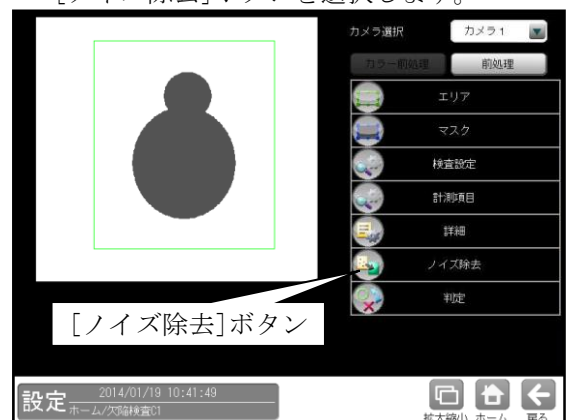 [ノイズ除去]ボタンを選択します。
カメラ選択
カメラ1
カラー前処理
前処理
エリア
マスク
検査設定
計測項目
詳細
ノイズ除去
判定
[ノイズ除去]ボタン
設定
2014/01/19 10:41:49
ホーム/欠陥検査C1
拡大縮小 ホーム 戻る